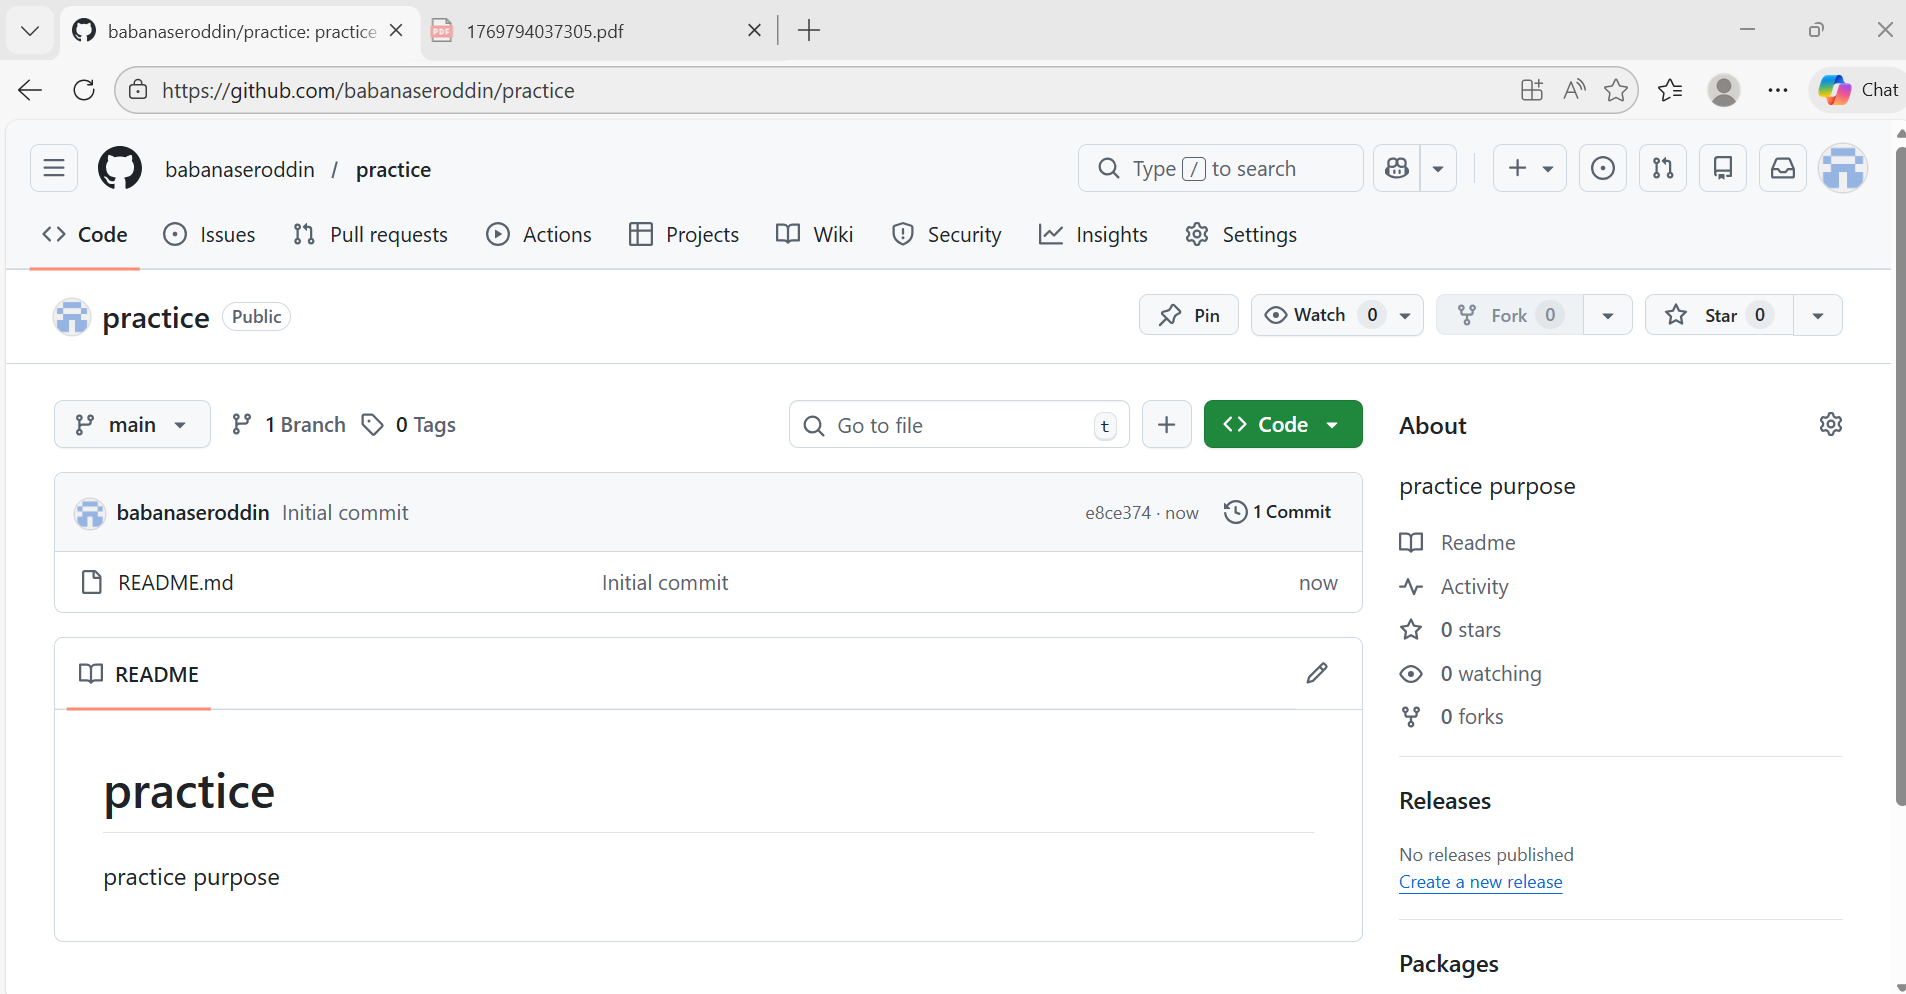 babanaseroddin/practice: practice
1769794037305.pdf
https://github.com/babanaseroddin/practice
Chat
babanaseroddin / practice
Type / to search
Code Issues Pull requests Actions Projects Wiki Security Insights Settings
practice Public
Pin Watch 0 Fork 0 Star 0
main 1 Branch 0 Tags
Go to file t
Code
babanaseroddin Initial commit e8ce374 · now 1 Commit
README.md Initial commit now
README
practice
practice purpose
About
practice purpose
Readme
Activity
0 stars
0 watching
0 forks
Releases
No releases published
Create a new release
Packages